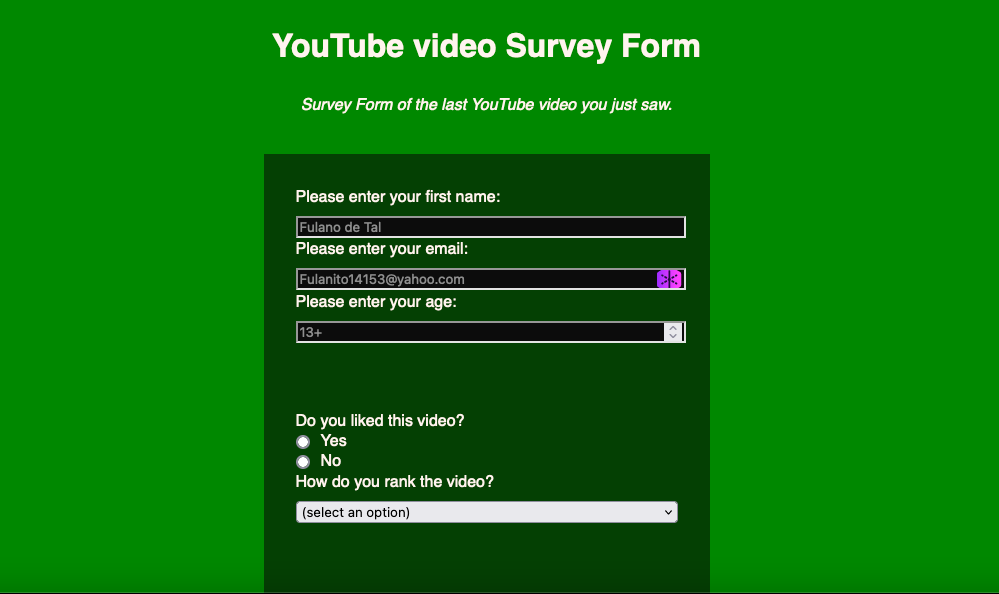 YouTube video Survey Form
Survey Form of the last YouTube video you just saw.
Please enter your first name:
Fulano de Tal
Please enter your email:
Fulanito14153@yahoo.com
Please enter your age:
13+
Do you liked this video?
Yes
No
How do you rank the video?
(select an option)